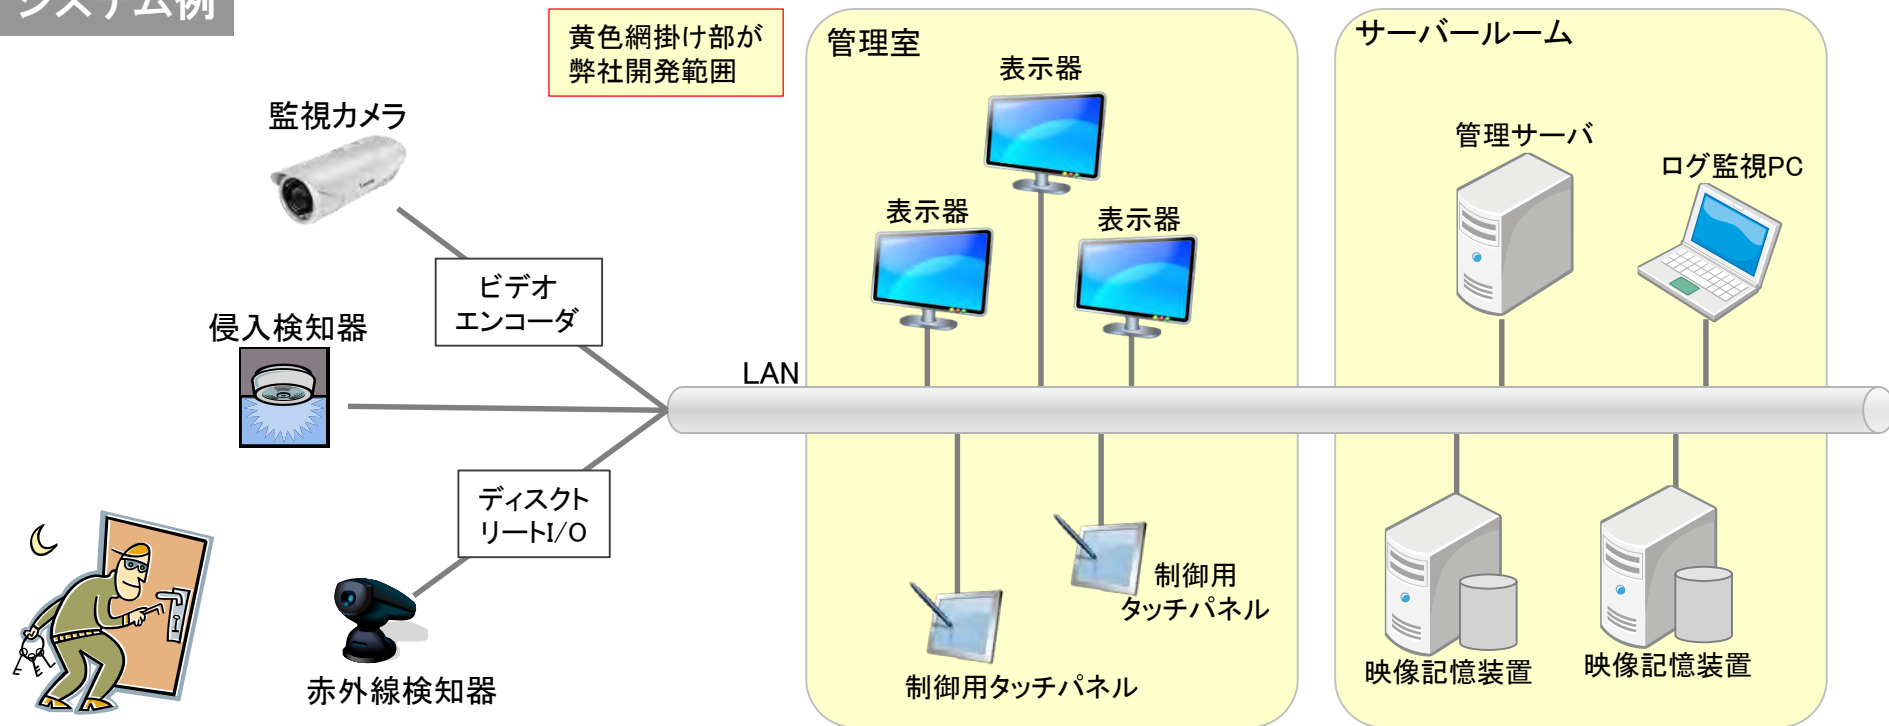 システム例
黄色網掛け部が
弊社開発範囲
管理室
サーバールーム
監視カメラ
表示器
表示器
表示器
管理サーバ
ログ監視PC
ビデオ
エンコーダ
侵入検知器
LAN
ディスクト
リートI/O
赤外線検知器
制御用
タッチパネル
制御用タッチパネル
映像記憶装置
映像記憶装置